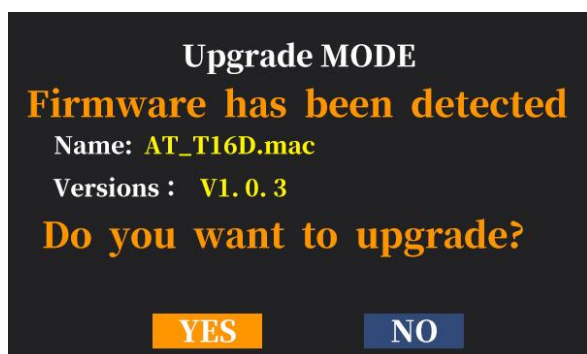 Upgrade MODE
Firmware has been detected
Name: AT_T16D.mac
Versions： V1. 0. 3
Do you want to upgrade?
YES NO